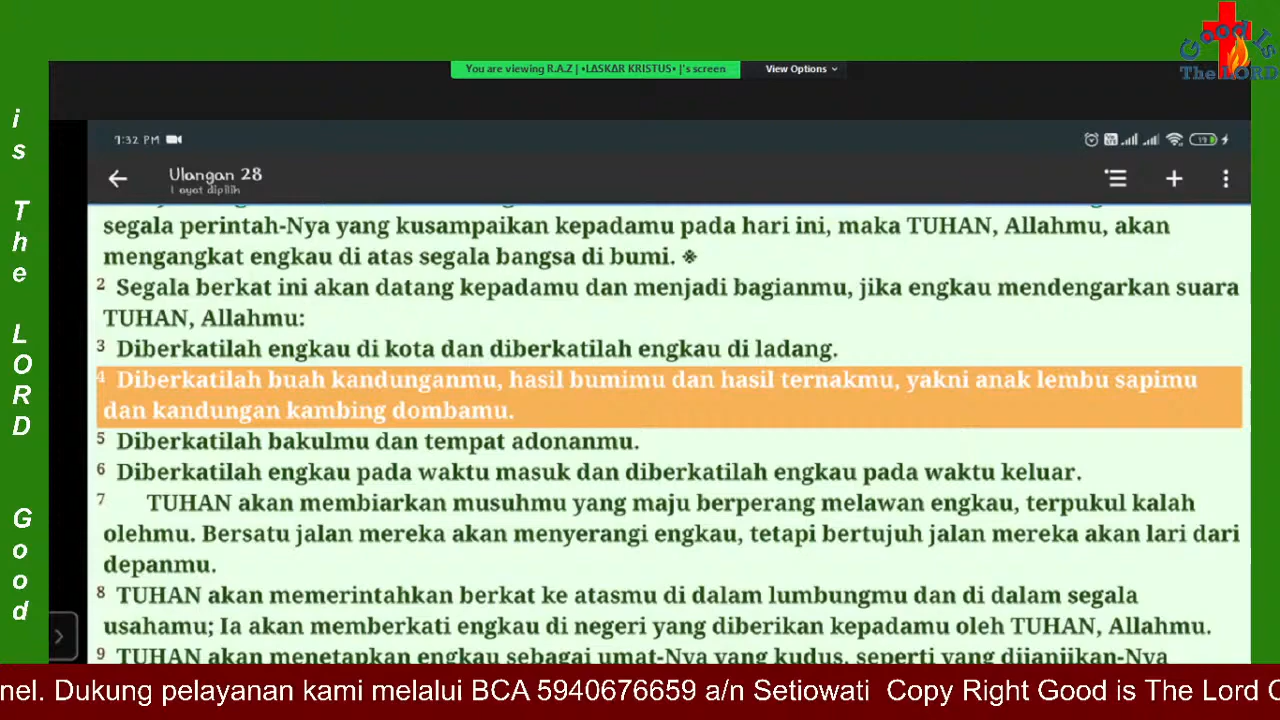 Good Is
The LORD
You are viewing R.A.Z | •LASKAR KRISTUS• |'s screen
View Options
is The LORD Good
1:32 PM
19
Ulangan 28
1 ayat dipilih
segala perintah-Nya yang kusampaikan kepadamu pada hari ini, maka TUHAN, Allahmu, akan
mengangkat engkau di atas segala bangsa di bumi. ※
2 Segala berkat ini akan datang kepadamu dan menjadi bagianmu, jika engkau mendengarkan suara
TUHAN, Allahmu:
3 Diberkatilah engkau di kota dan diberkatilah engkau di ladang.
4 Diberkatilah buah kandunganmu, hasil bumimu dan hasil ternakmu, yakni anak lembu sapimu
dan kandungan kambing dombamu.
5 Diberkatilah bakulmu dan tempat adonanmu.
6 Diberkatilah engkau pada waktu masuk dan diberkatilah engkau pada waktu keluar.
7 TUHAN akan membiarkan musuhmu yang maju berperang melawan engkau, terpukul kalah
olehmu. Bersatu jalan mereka akan menyerangi engkau, tetapi bertujuh jalan mereka akan lari dari
depanmu.
8 TUHAN akan memerintahkan berkat ke atasmu di dalam lumbungmu dan di dalam segala
usahamu; Ia akan memberkati engkau di negeri yang diberikan kepadamu oleh TUHAN, Allahmu.
9 TUHAN akan menetapkan engkau sebagai umat-Nya yang kudus, seperti yang dijanjikan-Nya
nel. Dukung pelayanan kami melalui BCA 5940676659 a/n Setiowati Copy Right Good is The Lord C